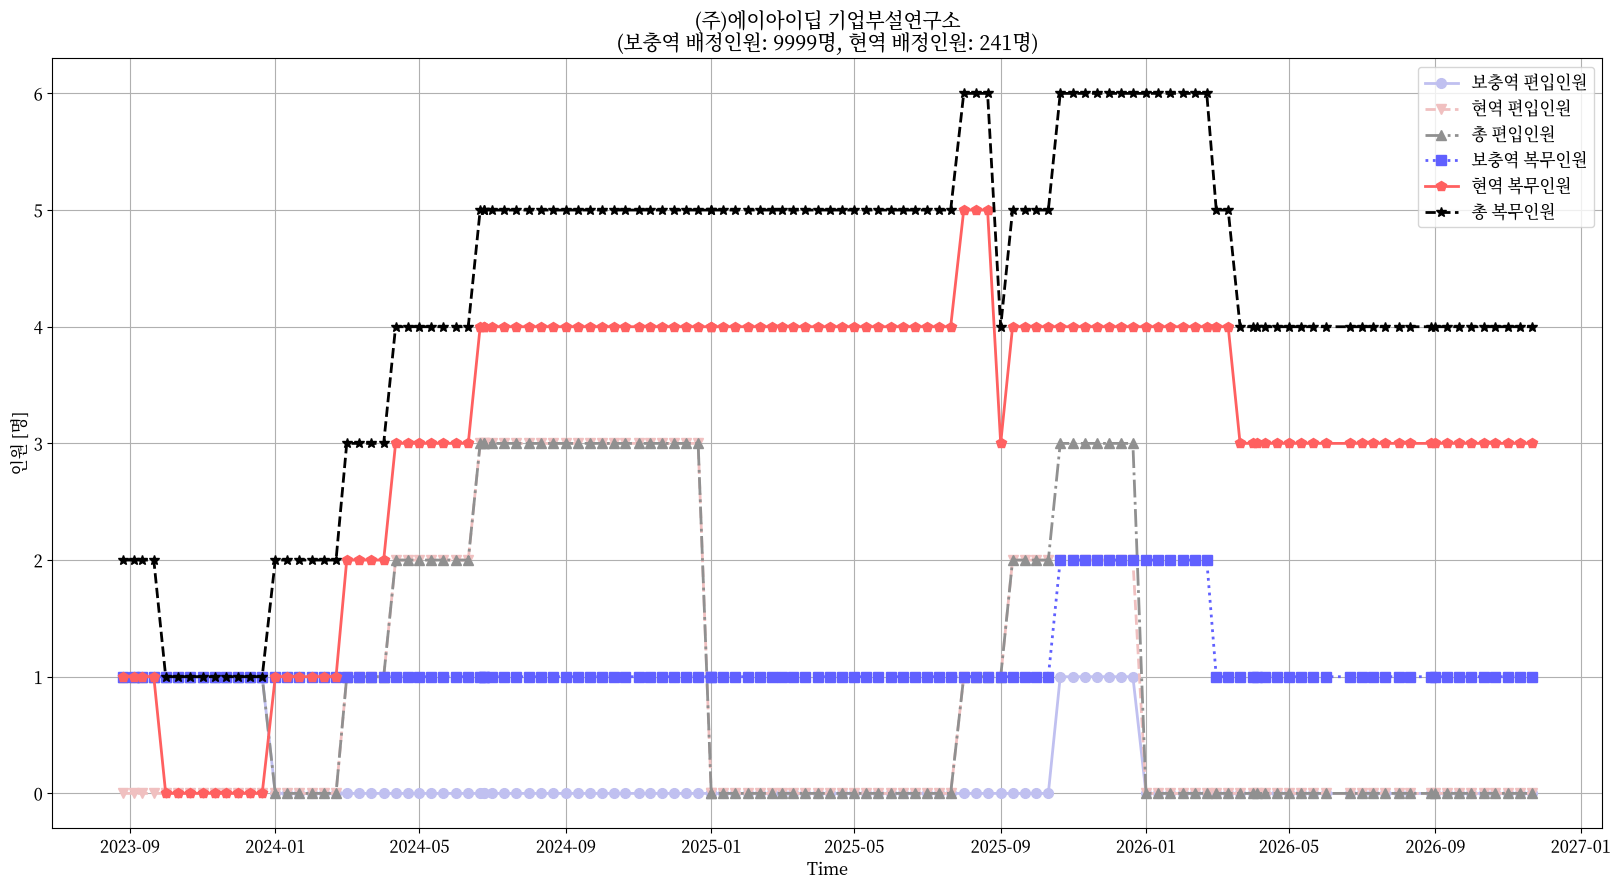 (주)에이아이딥 기업부설연구소
(보충역 배정인원: 9999명, 현역 배정인원: 241명)
보충역 편입인원
현역 편입인원
총 편입인원
보충역 복무인원
현역 복무인원
총 복무인원
인원 [명]
6
5
4
3
2
1
0
2023-09 2024-01 2024-05 2024-09 2025-01 2025-05 2025-09 2026-01 2026-05 2026-09 2027-01
Time